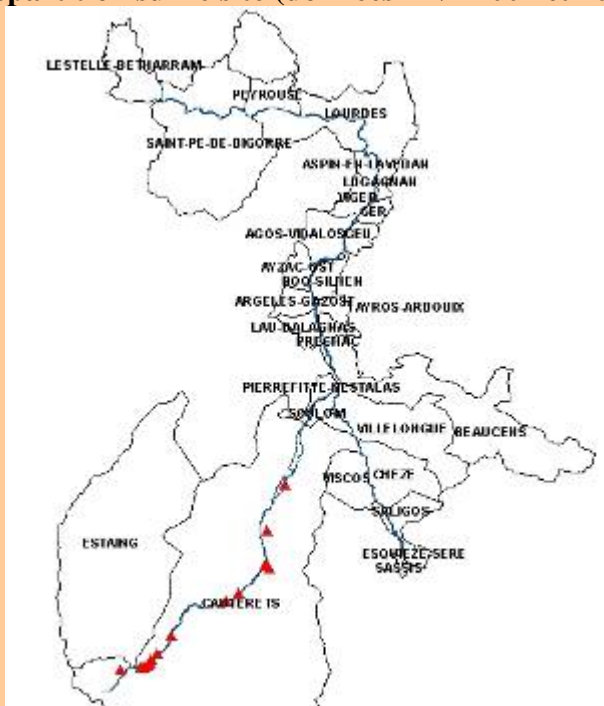 LESTELLE-BETHARRAM
PEYROUSE
LOURDES
SAINT-PE-DE-BIGORRE
ASPIN-EN-LAVEDAN
LUGAGNAN
VIGER
GER
AGOS-VIDALOS
GEU
AYZAC-OST
BOO-SILHEN
ARGELES-GAZOST
AYROS-ARBOUIX
LAU-BALAGNAS
PRECHAC
PIERREFITTE-NESTALAS
SOULOM
VILLELONGUE
BEAUCENS
VISCOS
CHEZE
SALIGOS
ESTAING
ESQUIEZE-SERE
SASSIS
CAUTERETS